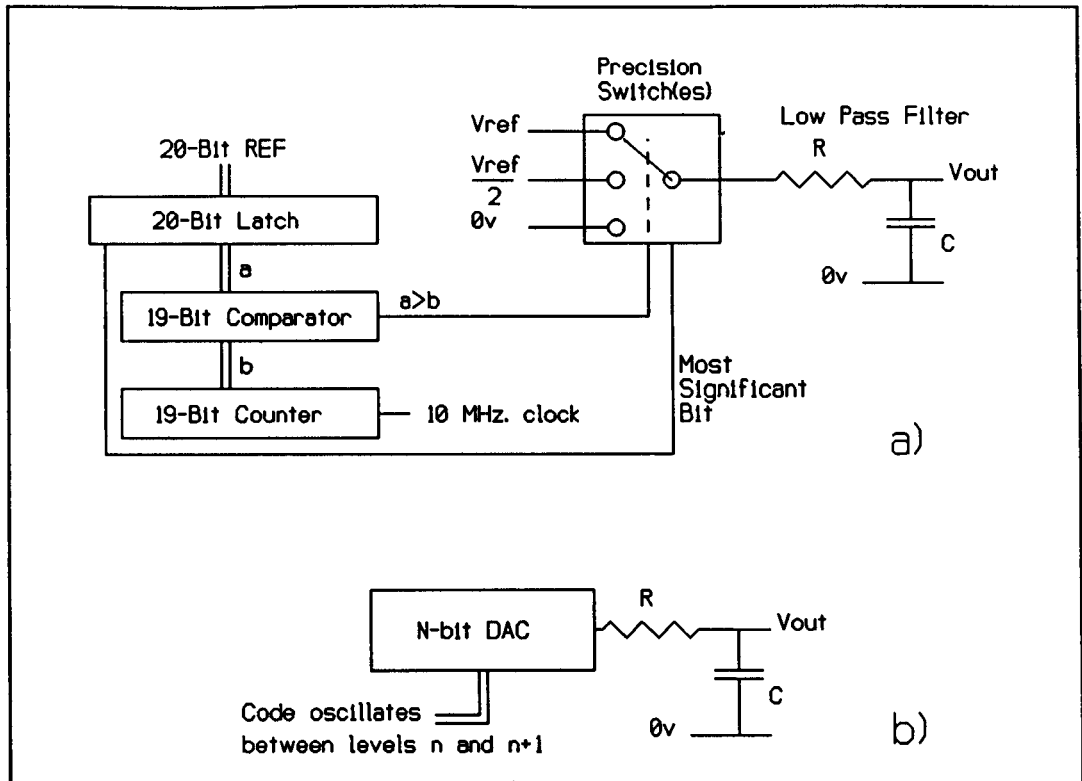 Precision
Switch(es)
Low Pass Filter
Vref
R
20-Bit REF
Vref
2
Vout
20-Bit Latch
0v
C
a
0v
a>b
19-Bit Comparator
b
Most
Significant
Bit
19-Bit Counter
10 MHz. clock
a)
R
N-bit DAC
Vout
C
Code oscillates
between levels n and n+1
0v
b)